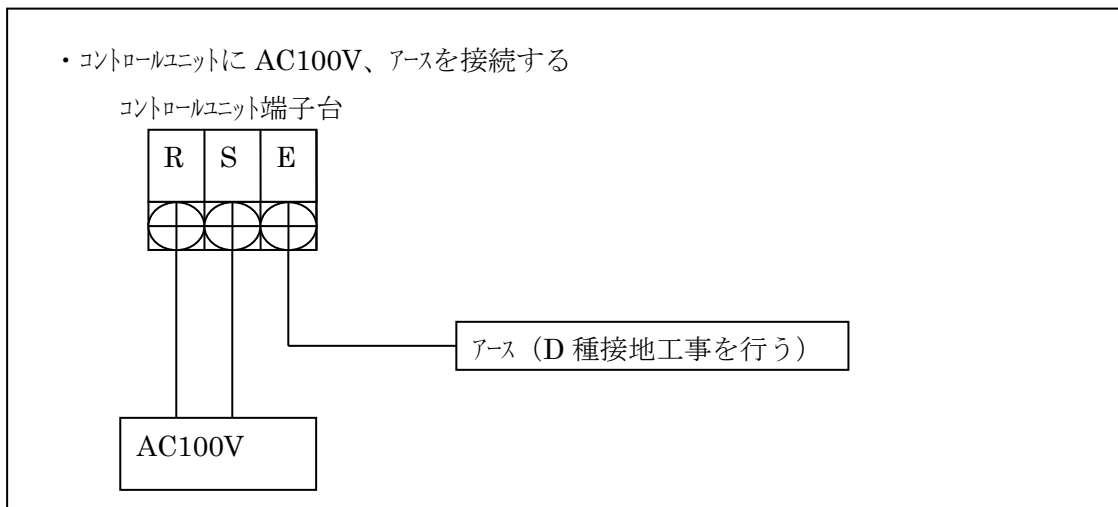 ・ｺﾝﾄﾛｰﾙﾕﾆｯﾄに AC100V、ｱｰｽを接続する
ｺﾝﾄﾛｰﾙﾕﾆｯﾄ端子台
R S E
ｱｰｽ（D 種接地工事を行う）
AC100V